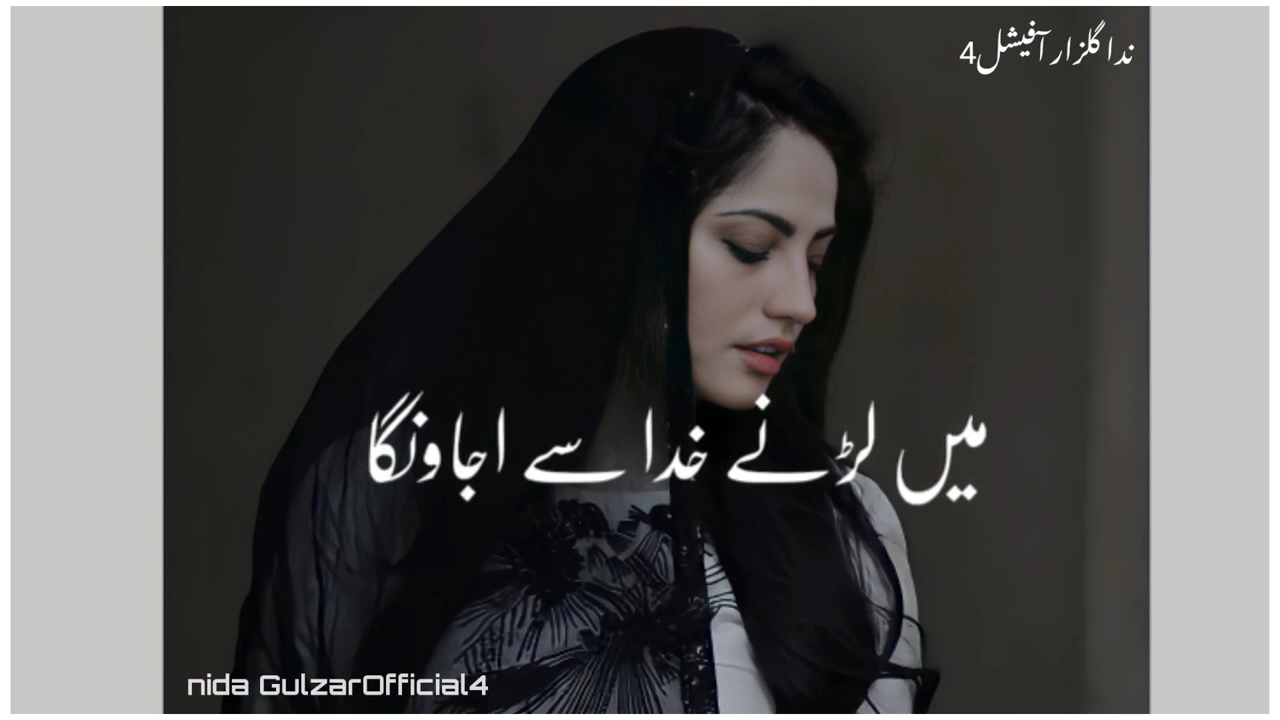 ندا گلزار آفیشل4
میں لڑنے خدا سے اجاونگا
nida GulzarOfficial4